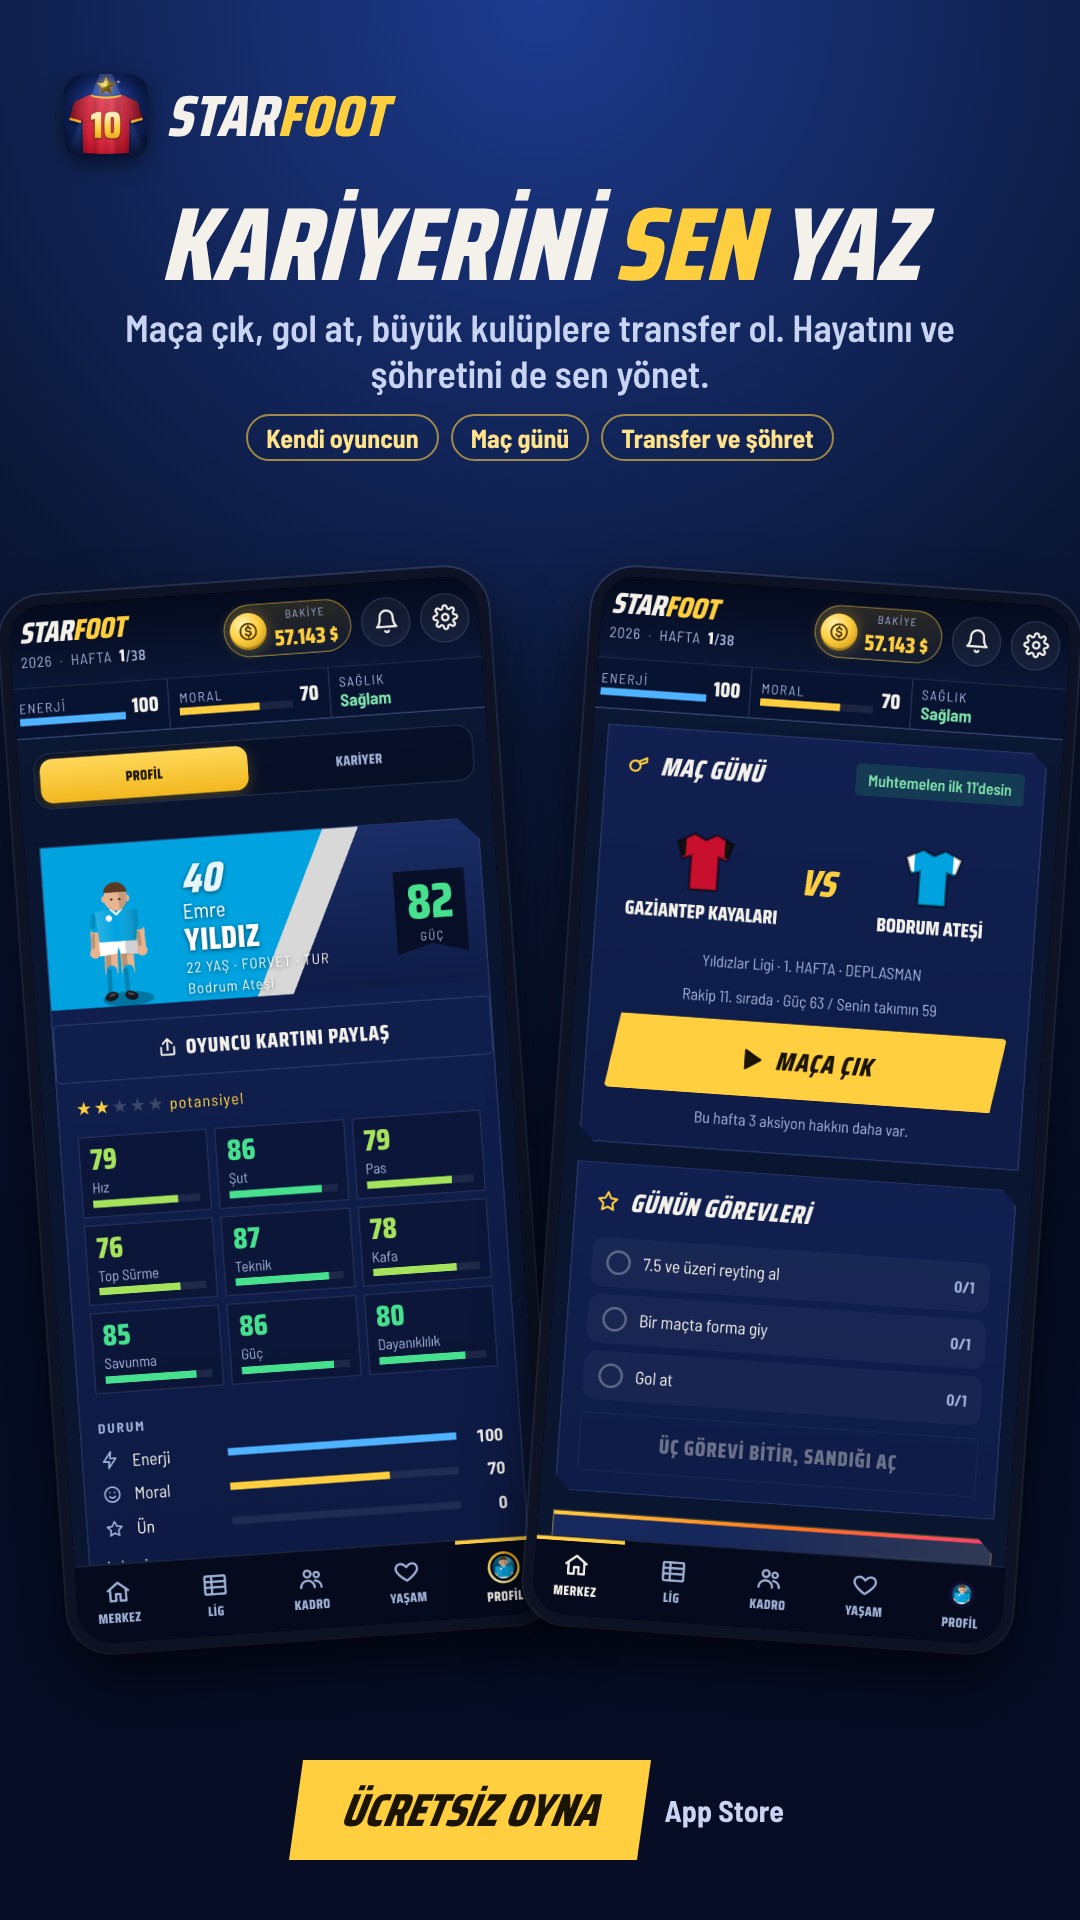 10
STARFOOT
KARİYERİNİ SEN YAZ
Maça çık, gol at, büyük kulüplere transfer ol. Hayatını ve
şöhretini de sen yönet.
Kendi oyuncun
Maç günü
Transfer ve şöhret
STARFOOT
2026 · HAFTA 1/38
BAKİYE
57.143 $
ENERJİ
100
MORAL
70
SAĞLIK
Sağlam
PROFİL
KARİYER
40
Emre
YILDIZ
22 YAŞ · FORVET · TUR
Bodrum Ateşi
82
GÜÇ
OYUNCU KARTINI PAYLAŞ
potansiyel
79
Hız
86
Şut
79
Pas
76
Top Sürme
87
Teknik
78
Kafa
85
Savunma
86
Güç
80
Dayanıklılık
DURUM
Enerji
100
Moral
70
Ün
0
MERKEZ
LİG
KADRO
YAŞAM
PROFİL
STARFOOT
2026 · HAFTA 1/38
BAKİYE
57.143 $
ENERJİ
100
MORAL
70
SAĞLIK
Sağlam
MAÇ GÜNÜ
Muhtemelen ilk 11'desin
GAZİANTEP KAYALARI
VS
BODRUM ATEŞİ
Yıldızlar Ligi · 1. HAFTA · DEPLASMAN
Rakip 11. sırada · Güç 63 / Senin takımın 59
MAÇA ÇIK
Bu hafta 3 aksiyon hakkın daha var.
GÜNÜN GÖREVLERİ
7.5 ve üzeri reyting al
0/1
Bir maçta forma giy
0/1
Gol at
0/1
ÜÇ GÖREVİ BİTİR, SANDIĞI AÇ
MERKEZ
LİG
KADRO
YAŞAM
PROFİL
ÜCRETSİZ OYNA
App Store